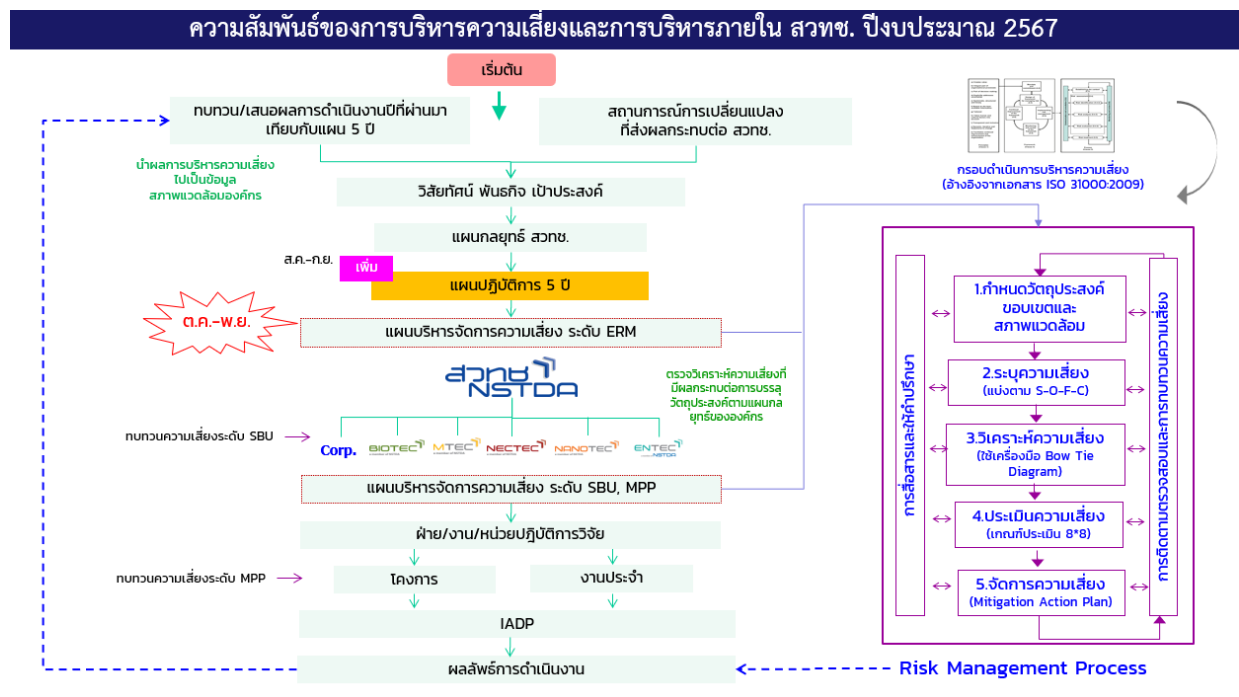 ความสัมพันธ์ของการบริหารความเสี่ยงและการบริหารภายใน สวทช. ปีงบประมาณ 2567
เริ่มต้น
ทบทวน/เสนอผลการดำเนินงานปีที่ผ่านมา
เทียบกับแผน 5 ปี
สถานการณ์การเปลี่ยนแปลง
ที่ส่งผลกระทบต่อ สวทช.
นำผลการบริหารความเสี่ยง
ไปเป็นข้อมูล
สภาพแวดล้อมองค์กร
วิสัยทัศน์ พันธกิจ เป้าประสงค์
แผนกลยุทธ์ สวทช.
ส.ค.-ก.ย.
เพิ่ม
แผนปฏิบัติการ 5 ปี
ต.ค.-พ.ย.
แผนบริหารจัดการความเสี่ยง ระดับ ERM
สวทช
NSTDA
ตรวจวิเคราะห์ความเสี่ยงที่
มีผลกระทบต่อการบรรลุ
วัตถุประสงค์ตามแผนกล
ยุทธ์ขององค์กร
ทบทวนความเสี่ยงระดับ SBU
Corp.
BIOTEC
MTEC
NECTEC
NANOTEC
ENTEC
แผนบริหารจัดการความเสี่ยง ระดับ SBU, MPP
ฝ่าย/งาน/หน่วยปฏิบัติการวิจัย
ทบทวนความเสี่ยงระดับ MPP
โครงการ
งานประจำ
IADP
ผลลัพธ์การดำเนินงาน
Risk Management Process
กรอบดำเนินการบริหารความเสี่ยง
(อ้างอิงจากเอกสาร ISO 31000:2009)
การสื่อสารและให้คำปรึกษา
1.กำหนดวัตถุประสงค์
ขอบเขตและ
สภาพแวดล้อม
2.ระบุความเสี่ยง
(แบ่งตาม S-O-F-C)
3.วิเคราะห์ความเสี่ยง
(ใช้เครื่องมือ Bow Tie
Diagram)
4.ประเมินความเสี่ยง
(เกณฑ์ประเมิน 8*8)
5.จัดการความเสี่ยง
(Mitigation Action Plan)
การติดตามตรวจสอบและการทบทวนความเสี่ยง